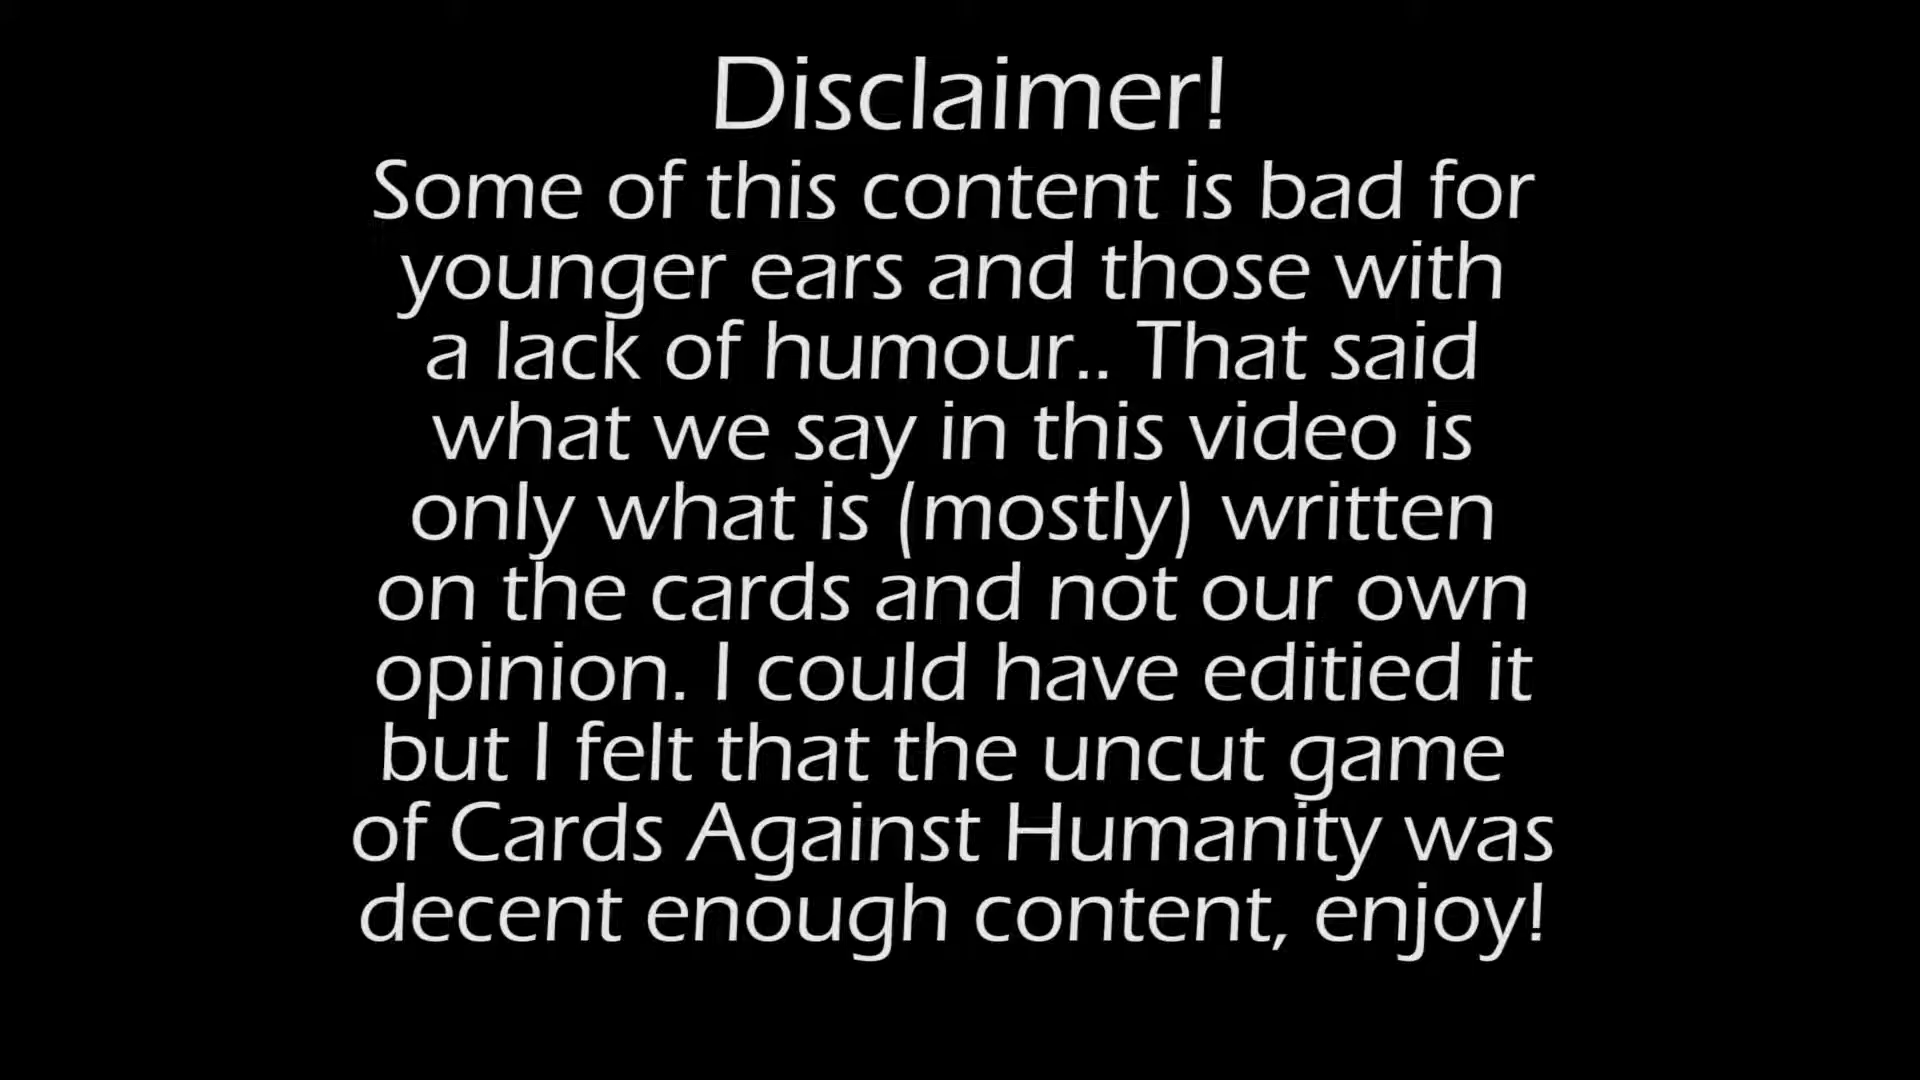 Disclaimer!
Some of this content is bad for
younger ears and those with
a lack of humour.. That said
what we say in this video is
only what is (mostly) written
on the cards and not our own
opinion. I could have editied it
but I felt that the uncut game
of Cards Against Humanity was
decent enough content, enjoy!